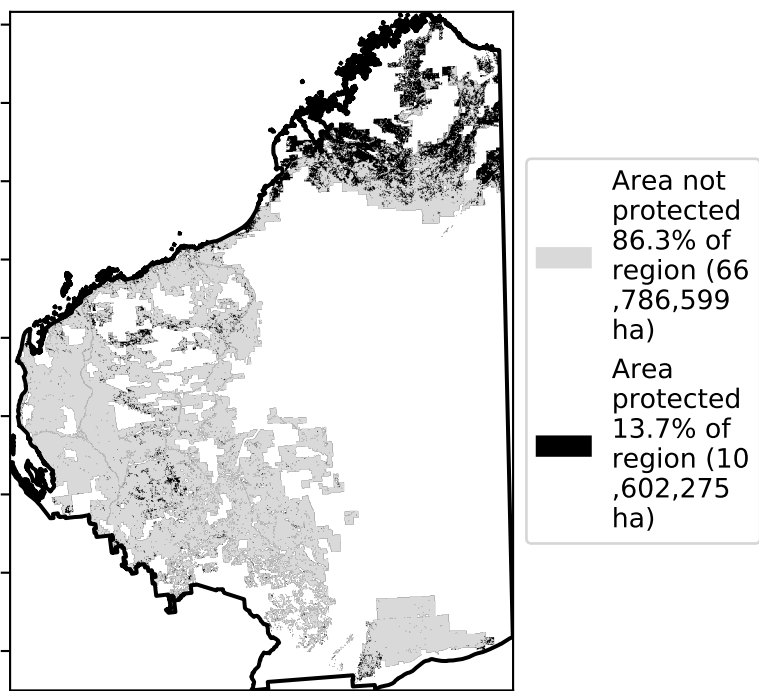 Area not
protected
86.3% of
region (66
,786,599
ha)
Area
protected
13.7% of
region (10
,602,275
ha)